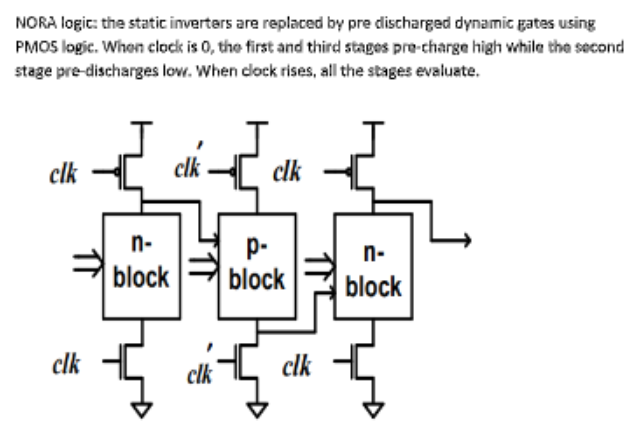 NORA logic: the static inverters are replaced by pre discharged dynamic gates using
PMOS logic. When clock is 0, the first and third stages pre-charge high while the second
stage pre-discharges low. When clock rises, all the stages evaluate.
clk clk' clk
n-
block
p-
block
n-
block
clk clk' clk